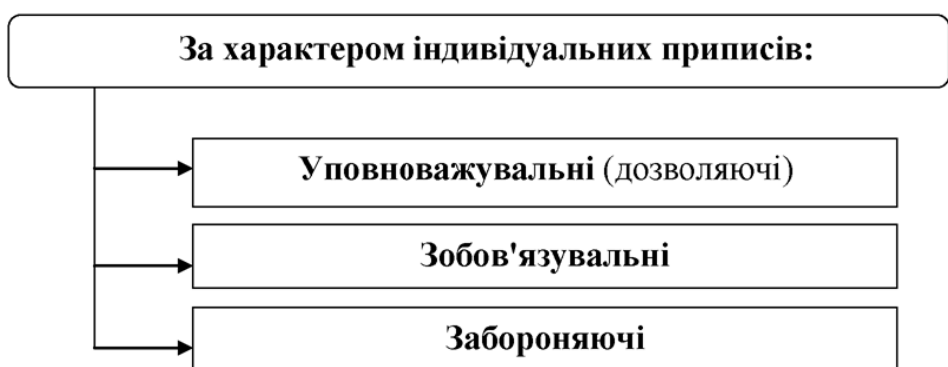 За характером індивідуальних приписів:
Уповноважувальні (дозволяючі)
Зобов'язувальні
Забороняючі